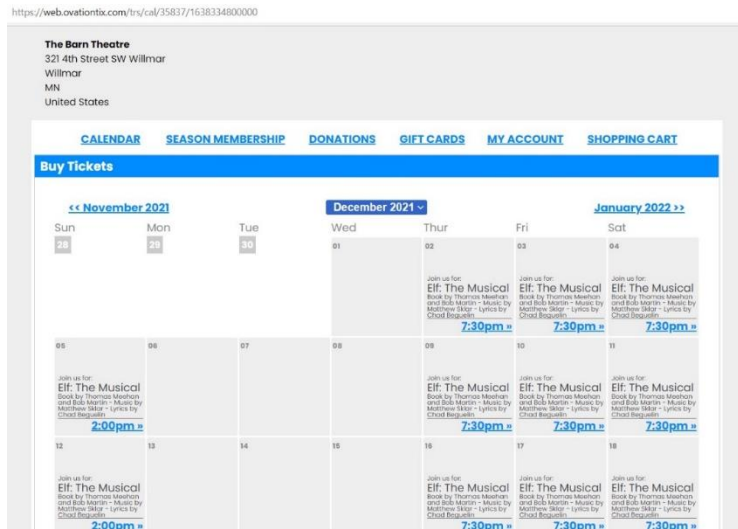 https://web.ovationtix.com/trs/cal/35837/1638334800000
The Barn Theatre
321 4th Street SW Willmar
Willmar
MN
United States
CALENDAR SEASON MEMBERSHIP DONATIONS GIFT CARDS MY ACCOUNT SHOPPING CART
Buy Tickets
<< November 2021 December 2021 January 2022 >>
Sun Mon Tue Wed Thur Fri Sat
28 29 30 01 02 03 04
Join us for: Join us for: Join us for:
Elf: The Musical Elf: The Musical Elf: The Musical
Book by Thomas Meehan Book by Thomas Meehan Book by Thomas Meehan
and Bob Martin - Music by and Bob Martin - Music by and Bob Martin - Music by
Matthew Sklar - Lyrics by Matthew Sklar - Lyrics by Matthew Sklar - Lyrics by
Chad Beguelin Chad Beguelin Chad Beguelin
7:30pm » 7:30pm » 7:30pm »
05 06 07 08 09 10 11
Join us for: Join us for: Join us for: Join us for:
Elf: The Musical Elf: The Musical Elf: The Musical Elf: The Musical
Book by Thomas Meehan Book by Thomas Meehan Book by Thomas Meehan Book by Thomas Meehan
and Bob Martin - Music by and Bob Martin - Music by and Bob Martin - Music by and Bob Martin - Music by
Matthew Sklar - Lyrics by Matthew Sklar - Lyrics by Matthew Sklar - Lyrics by Matthew Sklar - Lyrics by
Chad Beguelin Chad Beguelin Chad Beguelin Chad Beguelin
2:00pm » 7:30pm » 7:30pm » 7:30pm »
12 13 14 15 16 17 18
Join us for: Join us for: Join us for: Join us for:
Elf: The Musical Elf: The Musical Elf: The Musical Elf: The Musical
Book by Thomas Meehan Book by Thomas Meehan Book by Thomas Meehan Book by Thomas Meehan
and Bob Martin - Music by and Bob Martin - Music by and Bob Martin - Music by and Bob Martin - Music by
Matthew Sklar - Lyrics by Matthew Sklar - Lyrics by Matthew Sklar - Lyrics by Matthew Sklar - Lyrics by
Chad Beguelin Chad Beguelin Chad Beguelin Chad Beguelin
2:00pm » 7:30pm » 7:30pm » 7:30pm »